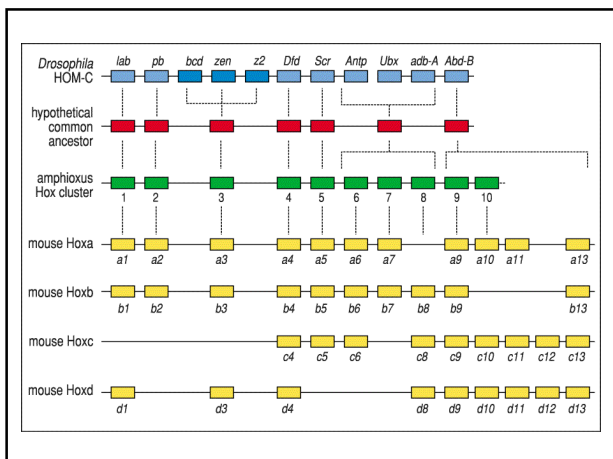 lab pb bcd zen z2 Dfd Scr Antp Ubx adb-A Abd-B
Drosophila
HOM-C
hypothetical
common
ancestor
amphioxus
Hox cluster
1 2 3 4 5 6 7 8 9 10
mouse Hoxa
a1 a2 a3 a4 a5 a6 a7 a9 a10 a11 a13
mouse Hoxb
b1 b2 b3 b4 b5 b6 b7 b8 b9 b13
mouse Hoxc
c4 c5 c6 c8 c9 c10 c11 c12 c13
mouse Hoxd
d1 d3 d4 d8 d9 d10 d11 d12 d13